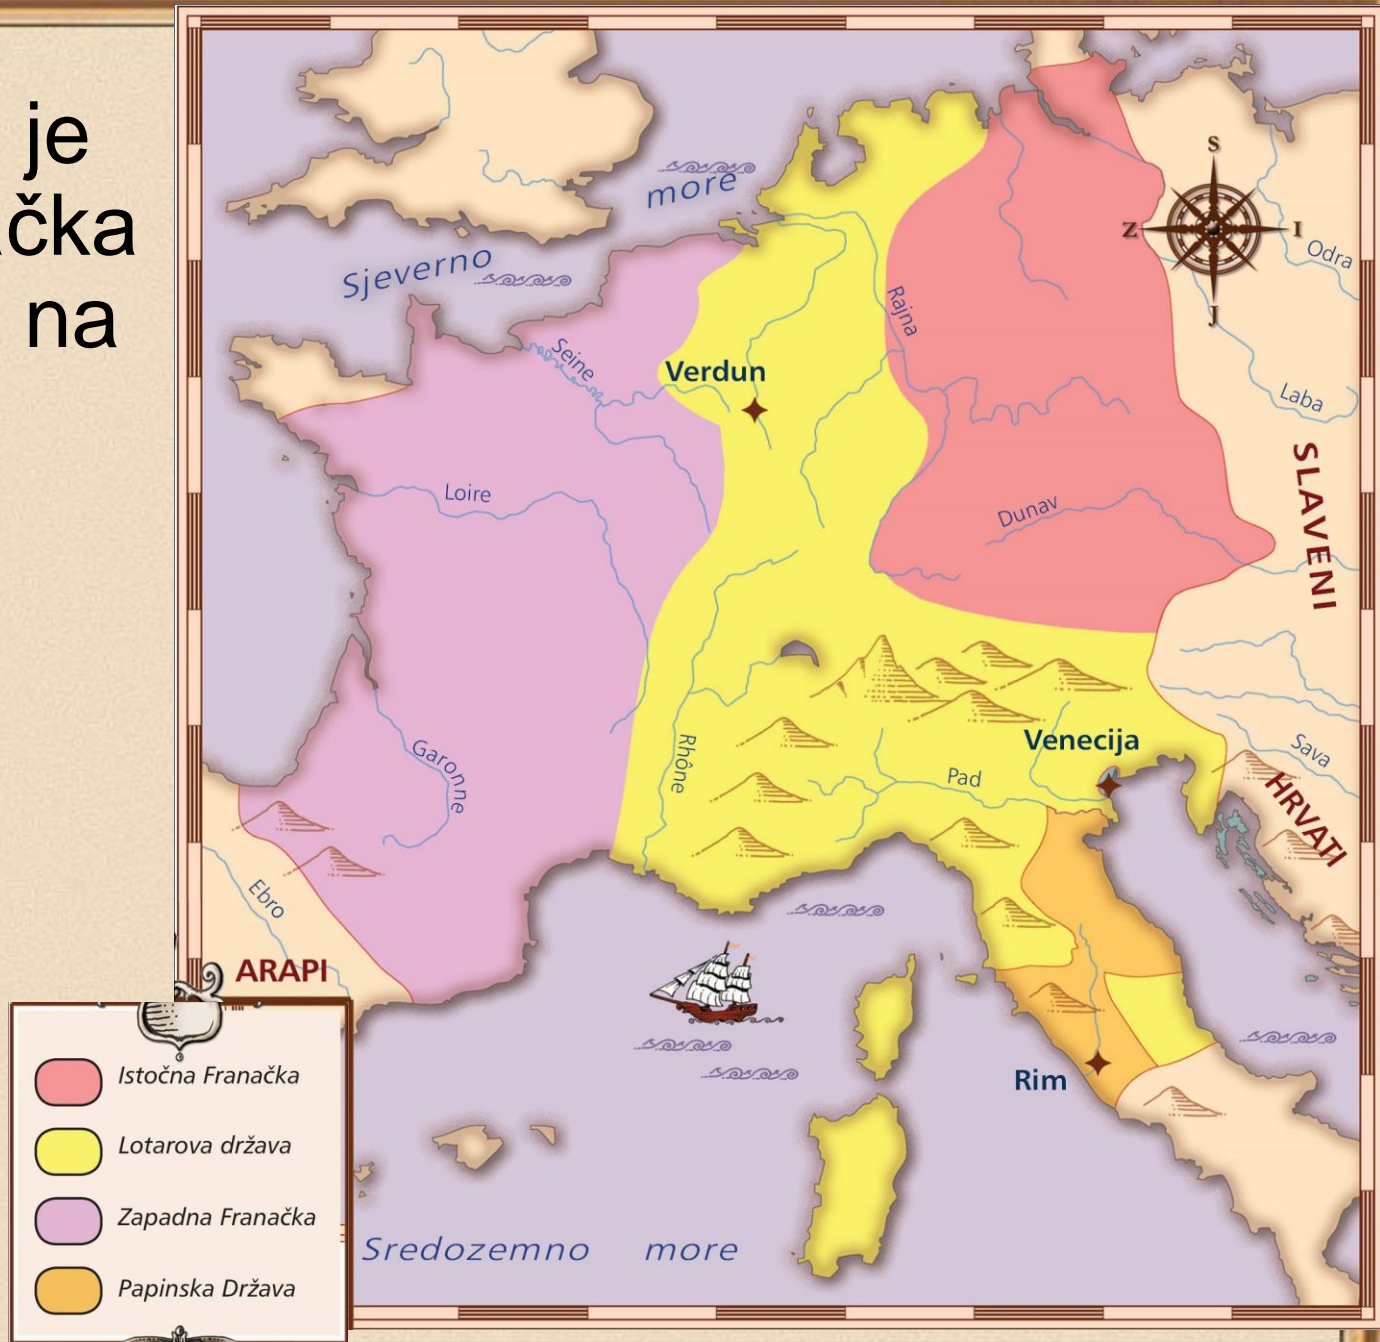 je
čka
na
S
Z
I
J
more
Sjeverno
Odra
Rajna
Seine
Verdun
Laba
SLAVENI
Loire
Dunav
Venecija
Garonne
Rhône
Pad
Sava
HRVATI
Ebro
ARAPI
Rim
Istočna Franačka
Lotarova država
Zapadna Franačka
Papinska Država
Sredozemno more